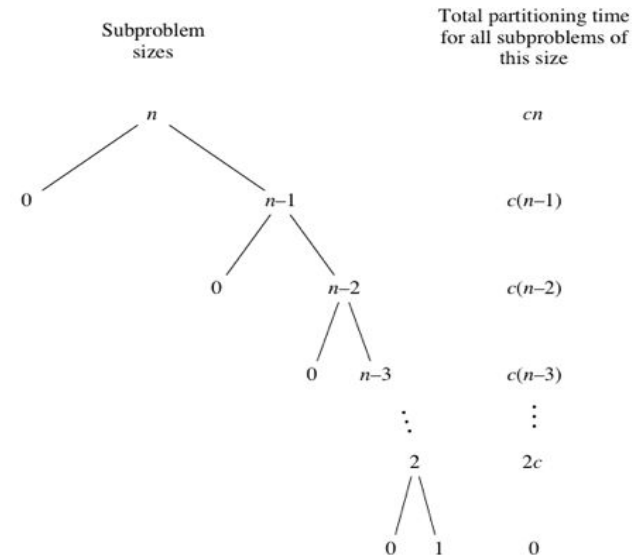 Subproblem
sizes
Total partitioning time
for all subproblems of
this size
n
cn
0
n–1
c(n–1)
0
n–2
c(n–2)
0
n–3
c(n–3)
2
2c
0
1
0